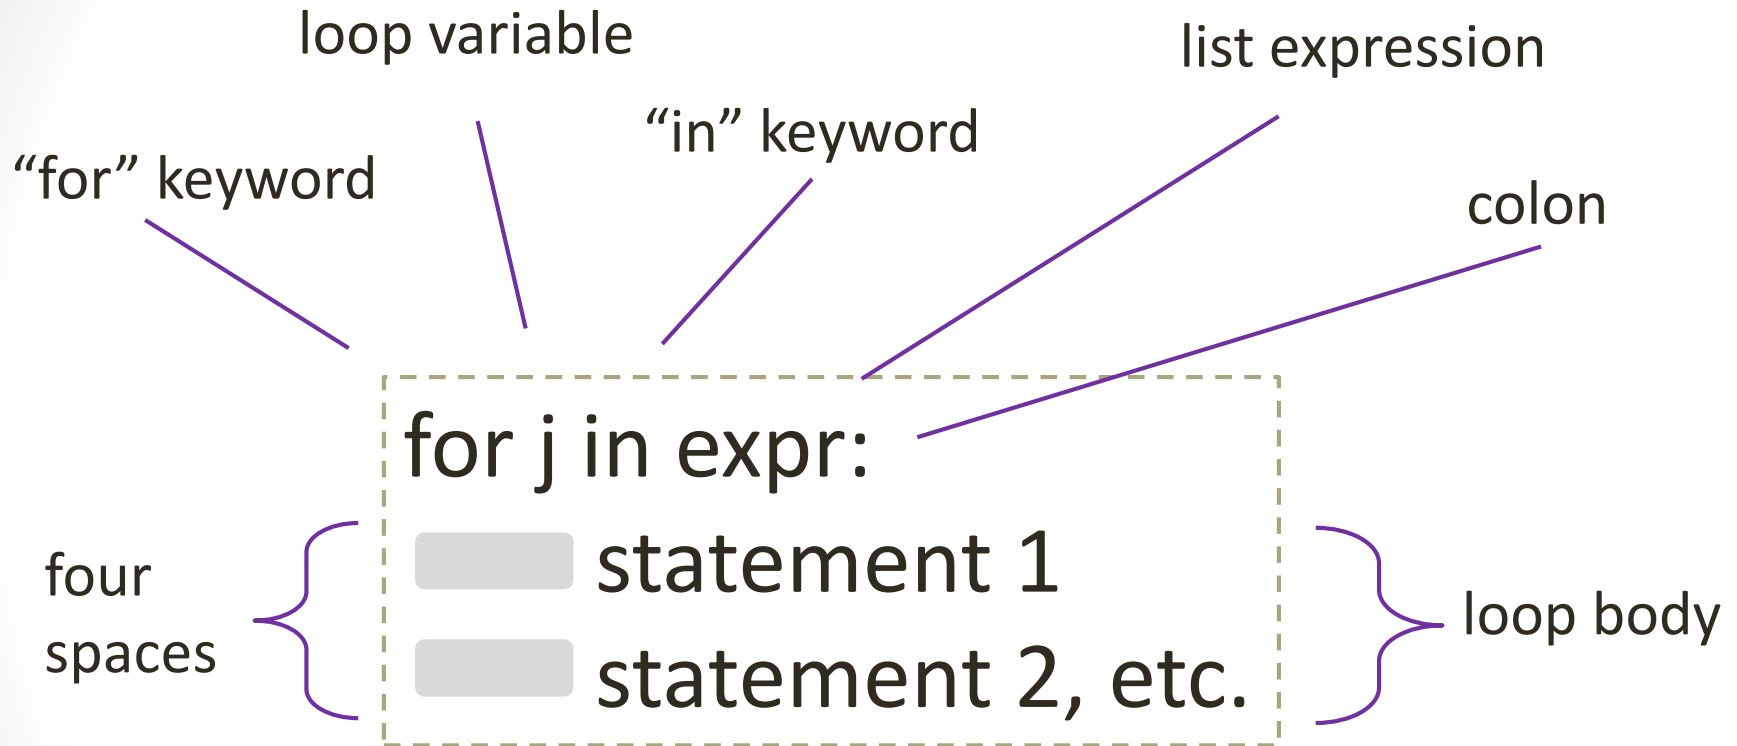 loop variable
list expression
“in” keyword
“for” keyword
colon
for j in expr:
four
spaces
statement 1
statement 2, etc.
loop body